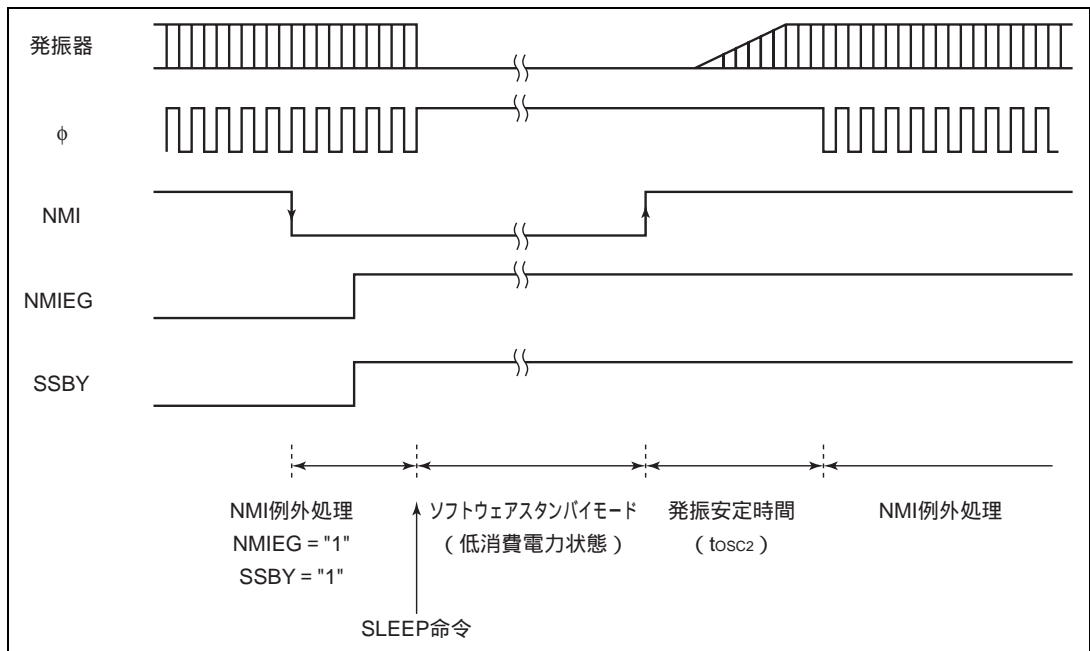 発振器
φ
NMI
NMIEG
SSBY
NMI例外処理
NMIEG = "1"
SSBY = "1"
ソフトウェアスタンバイモード
（低消費電力状態）
発振安定時間
（tosc2）
NMI例外処理
SLEEP命令